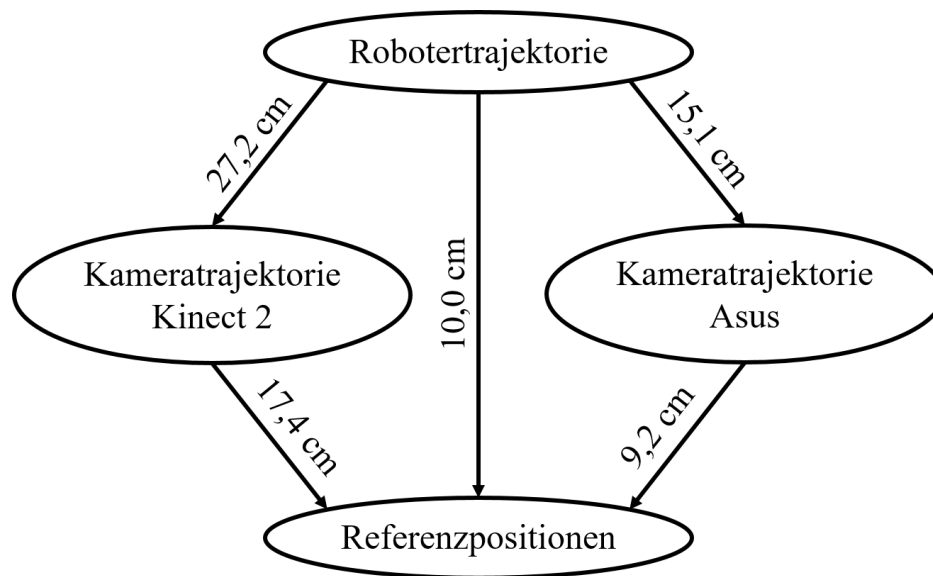 Robotertrajektorie
27,2 cm
15,1 cm
Kameratrajektorie
Kinect 2
10,0 cm
Kameratrajektorie
Asus
17,4 cm
9,2 cm
Referenzpositionen